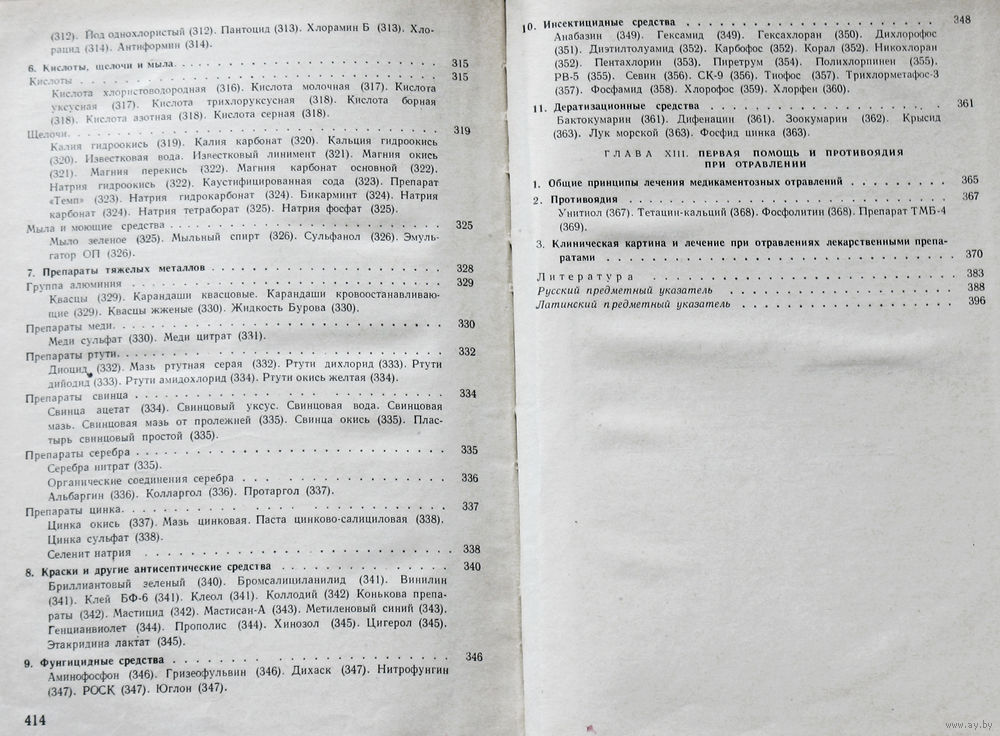 (312). Йод однохлористый (312). Пантоцид (313). Хлорамин Б (313). Хло-
рацид (314). Антиформин (314).
6. Кислоты, щелочи и мыла 315
Кислоты 315
Кислота хлористоводородная (316). Кислота молочная (317). Кислота
уксусная (317). Кислота трихлоруксусная (318). Кислота борная
(318). Кислота азотная (318). Кислота серная (318).
Щелочи 319
Калия гидроокись (319). Калия карбонат (320). Кальция гидроокись
(320). Известковая вода. Известковый линимент (321). Магния окись
(321). Магния перекись (322). Магния карбонат основной (322).
Натрия гидроокись (322). Каустифицированная сода (323). Препарат
«Темп» (323). Натрия гидрокарбонат (324). Бикарминт (324). Натрия
карбонат (324). Натрия тетраборат (325). Натрия фосфат (325).
Мыла и моющие средства 325
Мыло зеленое (325). Мыльный спирт (326). Сульфанол (326). Эмуль-
гатор ОП (326).
7. Препараты тяжелых металлов 328
Группа алюминия 329
Квасцы (329). Карандаши квасцовые. Карандаши кровоостанавливаю-
щие (329). Квасцы жженые (330). Жидкость Бурова (330).
Препараты меди 330
Меди сульфат (330). Меди цитрат (331).
Препараты ртути 332
Диоцид (332). Мазь ртутная серая (332). Ртути дихлорид (333). Ртути
дийодид (333). Ртути амидохлорид (334). Ртути окись желтая (334).
Препараты свинца 334
Свинца ацетат (334). Свинцовый уксус. Свинцовая вода. Свинцовая
мазь. Свинцовая мазь от пролежней (335). Свинца окись (335). Плас-
тырь свинцовый простой (335).
Препараты серебра 335
Серебра нитрат (335).
Органические соединения серебра 336
Альбаргин (336). Колларгол (336). Протаргол (337).
Препараты цинка 337
Цинка окись (337). Мазь цинковая. Паста цинково-салициловая (338).
Цинка сульфат (338).
Селенит натрия 338
8. Краски и другие антисептические средства 340
Бриллиантовый зеленый (340). Бромсалициланилид (341). Винилин
(341). Клей БФ-6 (341). Клеол (341). Коллодий (342) Конькова препа-
раты (342). Мастицид (342). Мастисан-А (343). Метиленовый синий (343).
Генцианвиолет (344). Прополис (344). Хинозол (345). Цигерол (345).
Этакридина лактат (345).
9. Фунгицидные средства 346
Аминофосфон (346). Гризеофульвин (346). Дихаск (347). Нитрофунгин
(347). РОСК (347). Юглон (347).
414
10. Инсектицидные средства 348
Анабазин (349). Гексамид (349). Гексахлоран (350). Дихлорофос
(351). Диэтилтолуамид (352). Карбофос (352). Корал (352). Никохлоран
(352). Пентахлорин (353). Пиретрум (354). Полихлорпинен (355).
РВ-5 (355). Севин (356). СК-9 (356). Тиофос (357). Трихлорметафос-3
(357). Фосфамид (358). Хлорофос (359). Хлорфен (360).
11. Дератизационные средства 361
Бактокумарин (361). Дифенацин (361). Зоокумарин (362). Крысид
(363). Лук морской (363). Фосфид цинка (363).
ГЛАВА XIII. ПЕРВАЯ ПОМОЩЬ И ПРОТИВОЯДИЯ
ПРИ ОТРАВЛЕНИИ
1. Общие принципы лечения медикаментозных отравлений 365
2. Противоядия 367
Унитиол (367). Тетацин-кальций (368). Фосфолитин (368). Препарат ТМБ-4
(369).
3. Клиническая картина и лечение при отравлениях лекарственными препа-
ратами 370
Литература 383
Русский предметный указатель 388
Латинский предметный указатель 396
www.ay.by